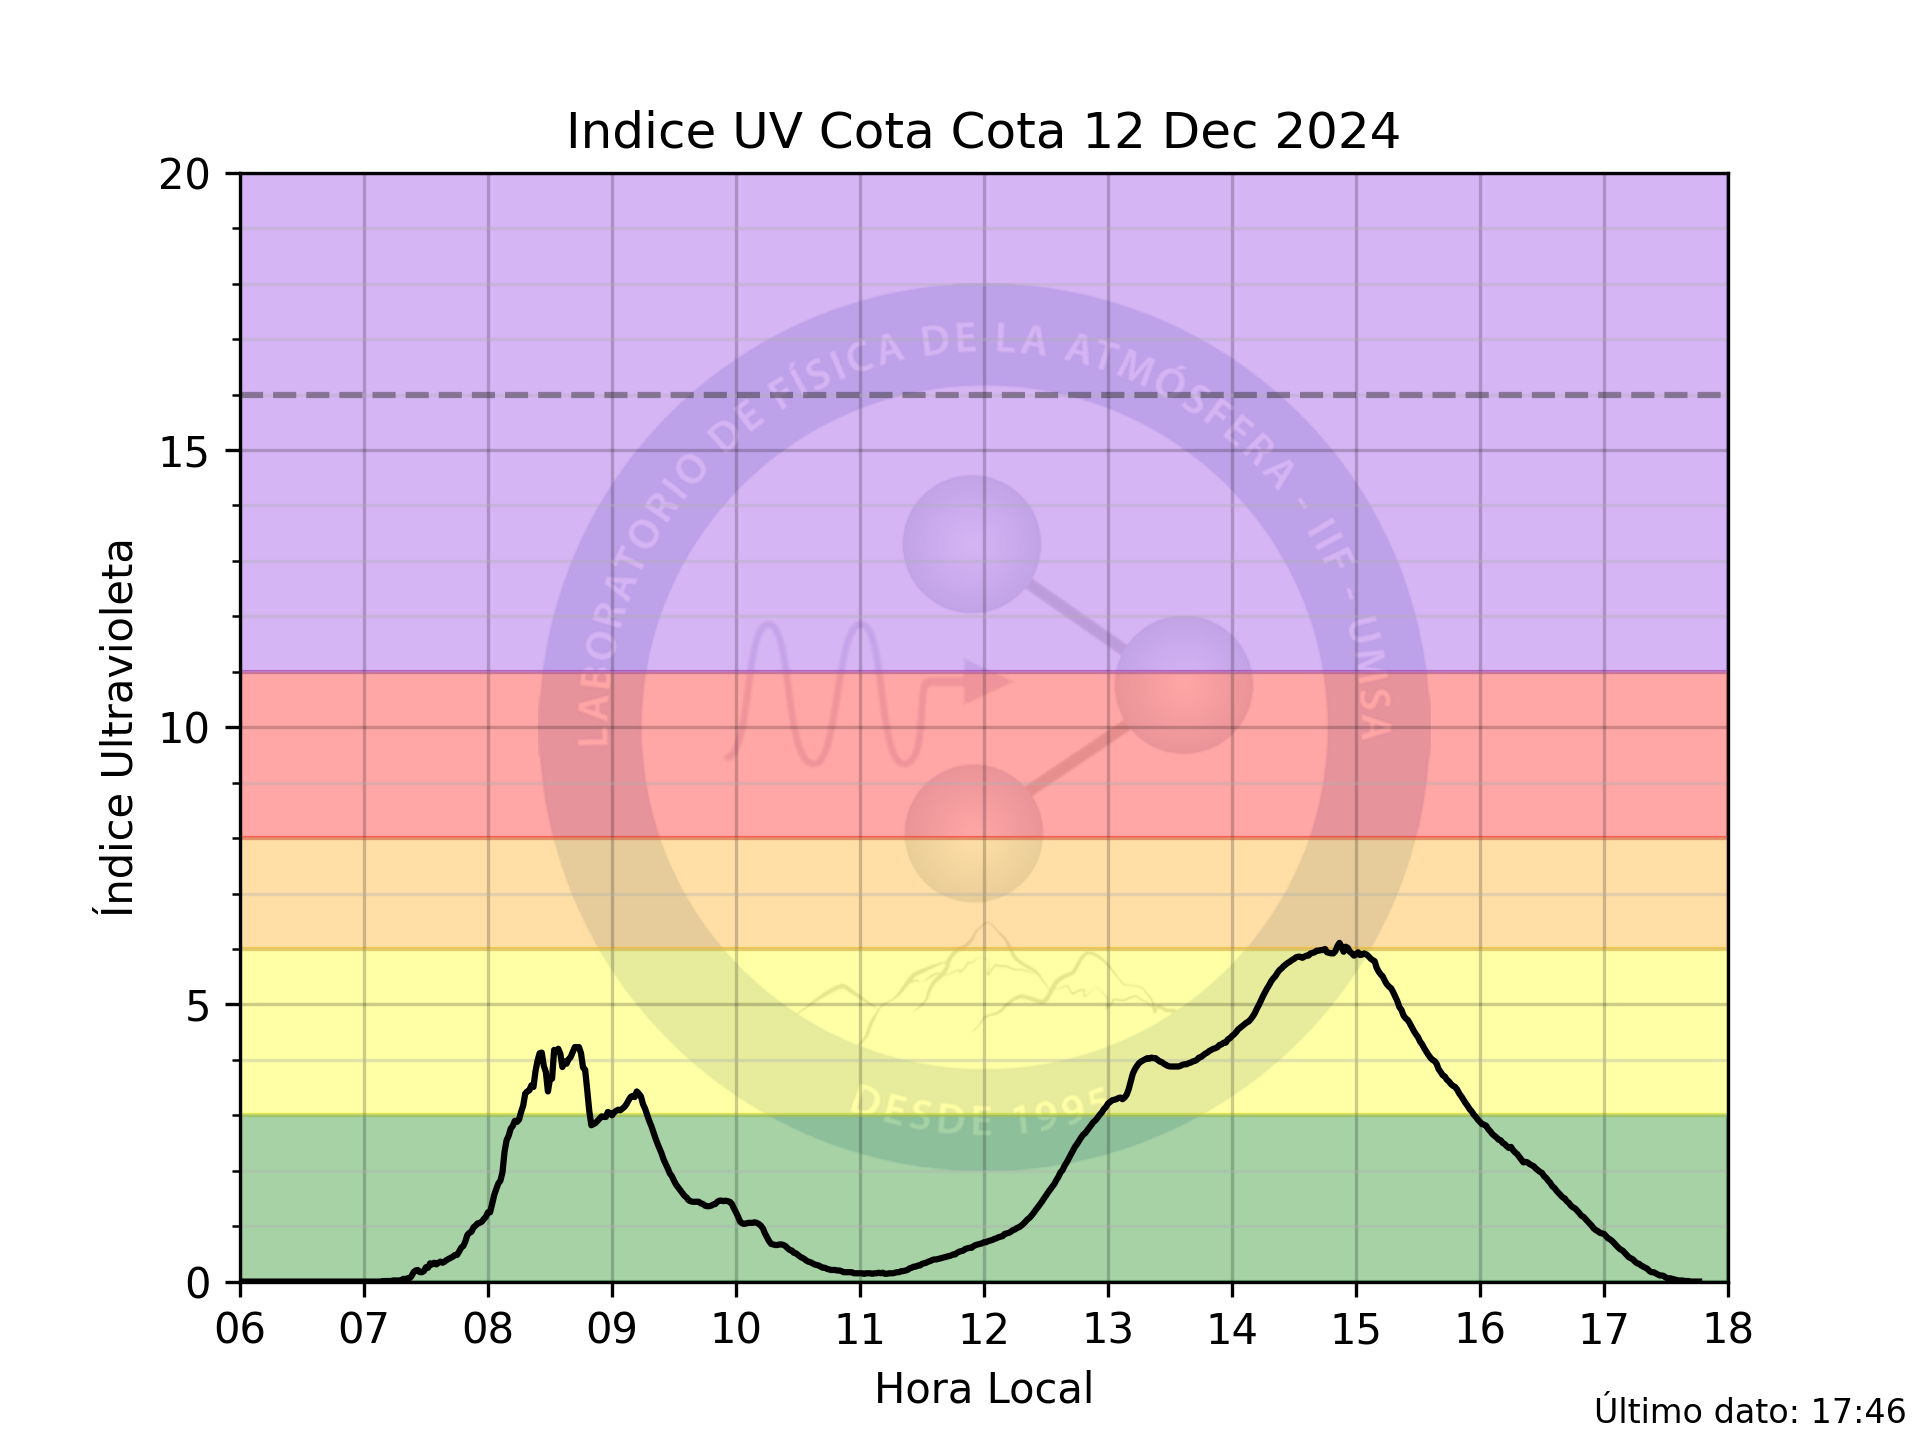 Indice UV Cota Cota 12 Dec 2024
20
15
10
5
0
Índice Ultravioleta
LABORATORIO DE FÍSICA DE LA ATMÓSFERA - IIF - UMSA
DESDE 1995
06 07 08 09 10 11 12 13 14 15 16 17 18
Hora Local
Último dato: 17:46